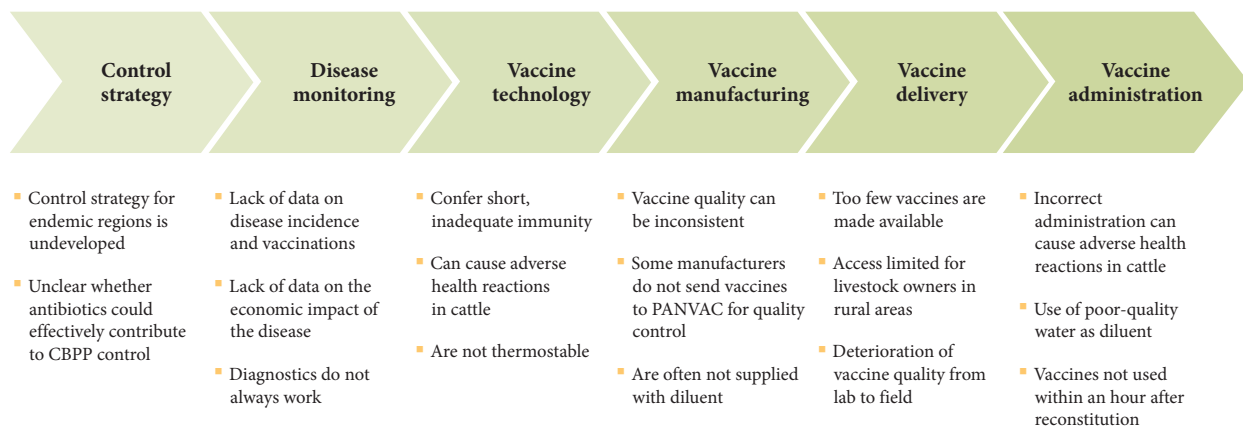 Control
strategy
Disease
monitoring
Vaccine
technology
Vaccine
manufacturing
Vaccine
delivery
Vaccine
administration
Control strategy for
endemic regions is
undeveloped
Unclear whether
antibiotics could
effectively contribute
to CBPP control
Lack of data on
disease incidence
and vaccinations
Lack of data on the
economic impact of
the disease
Diagnostics do not
always work
Confer short,
inadequate immunity
Can cause adverse
health reactions
in cattle
Are not thermostable
Vaccine quality can
be inconsistent
Some manufacturers
do not send vaccines
to PANVAC for quality
control
Are often not supplied
with diluent
Too few vaccines are
made available
Access limited for
livestock owners in
rural areas
Deterioration of
vaccine quality from
lab to field
Incorrect
administration can
cause adverse health
reactions in cattle
Use of poor-quality
water as diluent
Vaccines not used
within an hour after
reconstitution